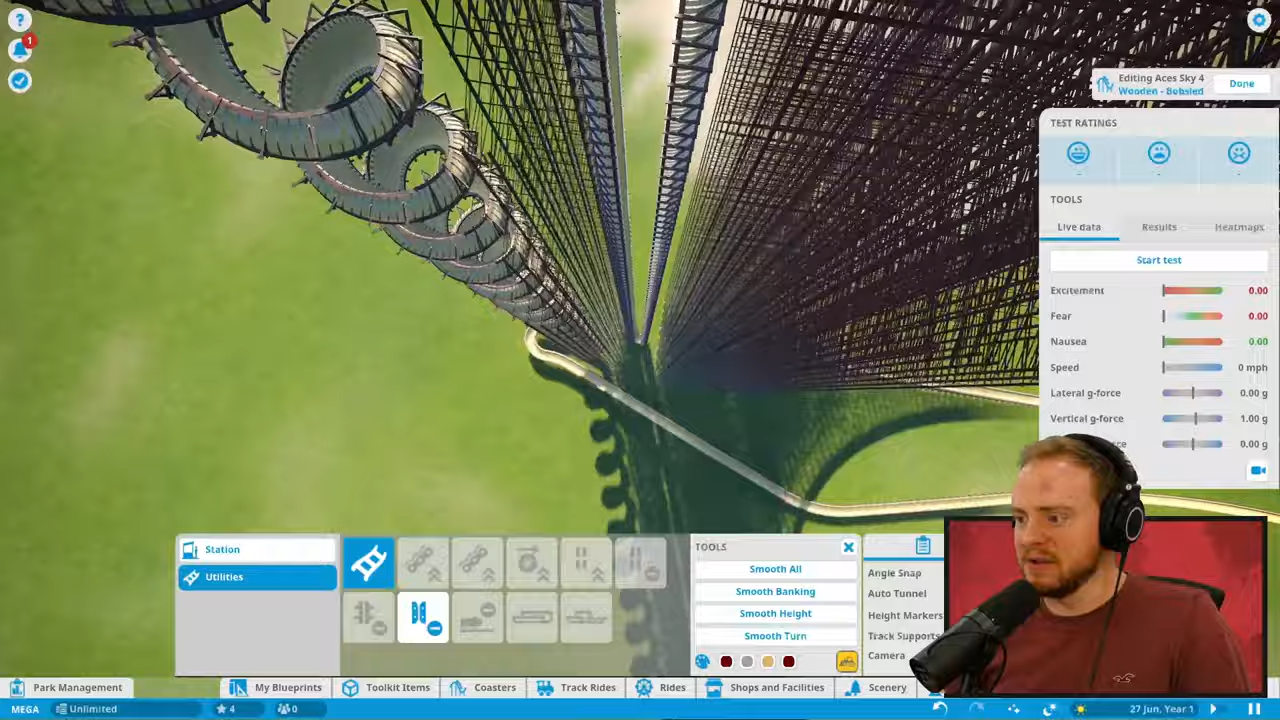 ?
1
Editing Aces Sky 4
Wooden - Bobsled
Done
TEST RATINGS
- - -
TOOLS
Live data Results Heatmaps
Start test
Excitement 0.00
Fear 0.00
Nausea 0.00
Speed 0 mph
Lateral g-force 0.00 g
Vertical g-force 1.00 g
0.00 g
Station
Utilities
TOOLS
Smooth All
Smooth Banking
Smooth Height
Smooth Turn
Angle Snap
Auto Tunnel
Height Markers
Track Supports
Camera
Park Management My Blueprints Toolkit Items Coasters Track Rides Rides Shops and Facilities Scenery
MEGA Unlimited 4 0 27 Jun, Year 1